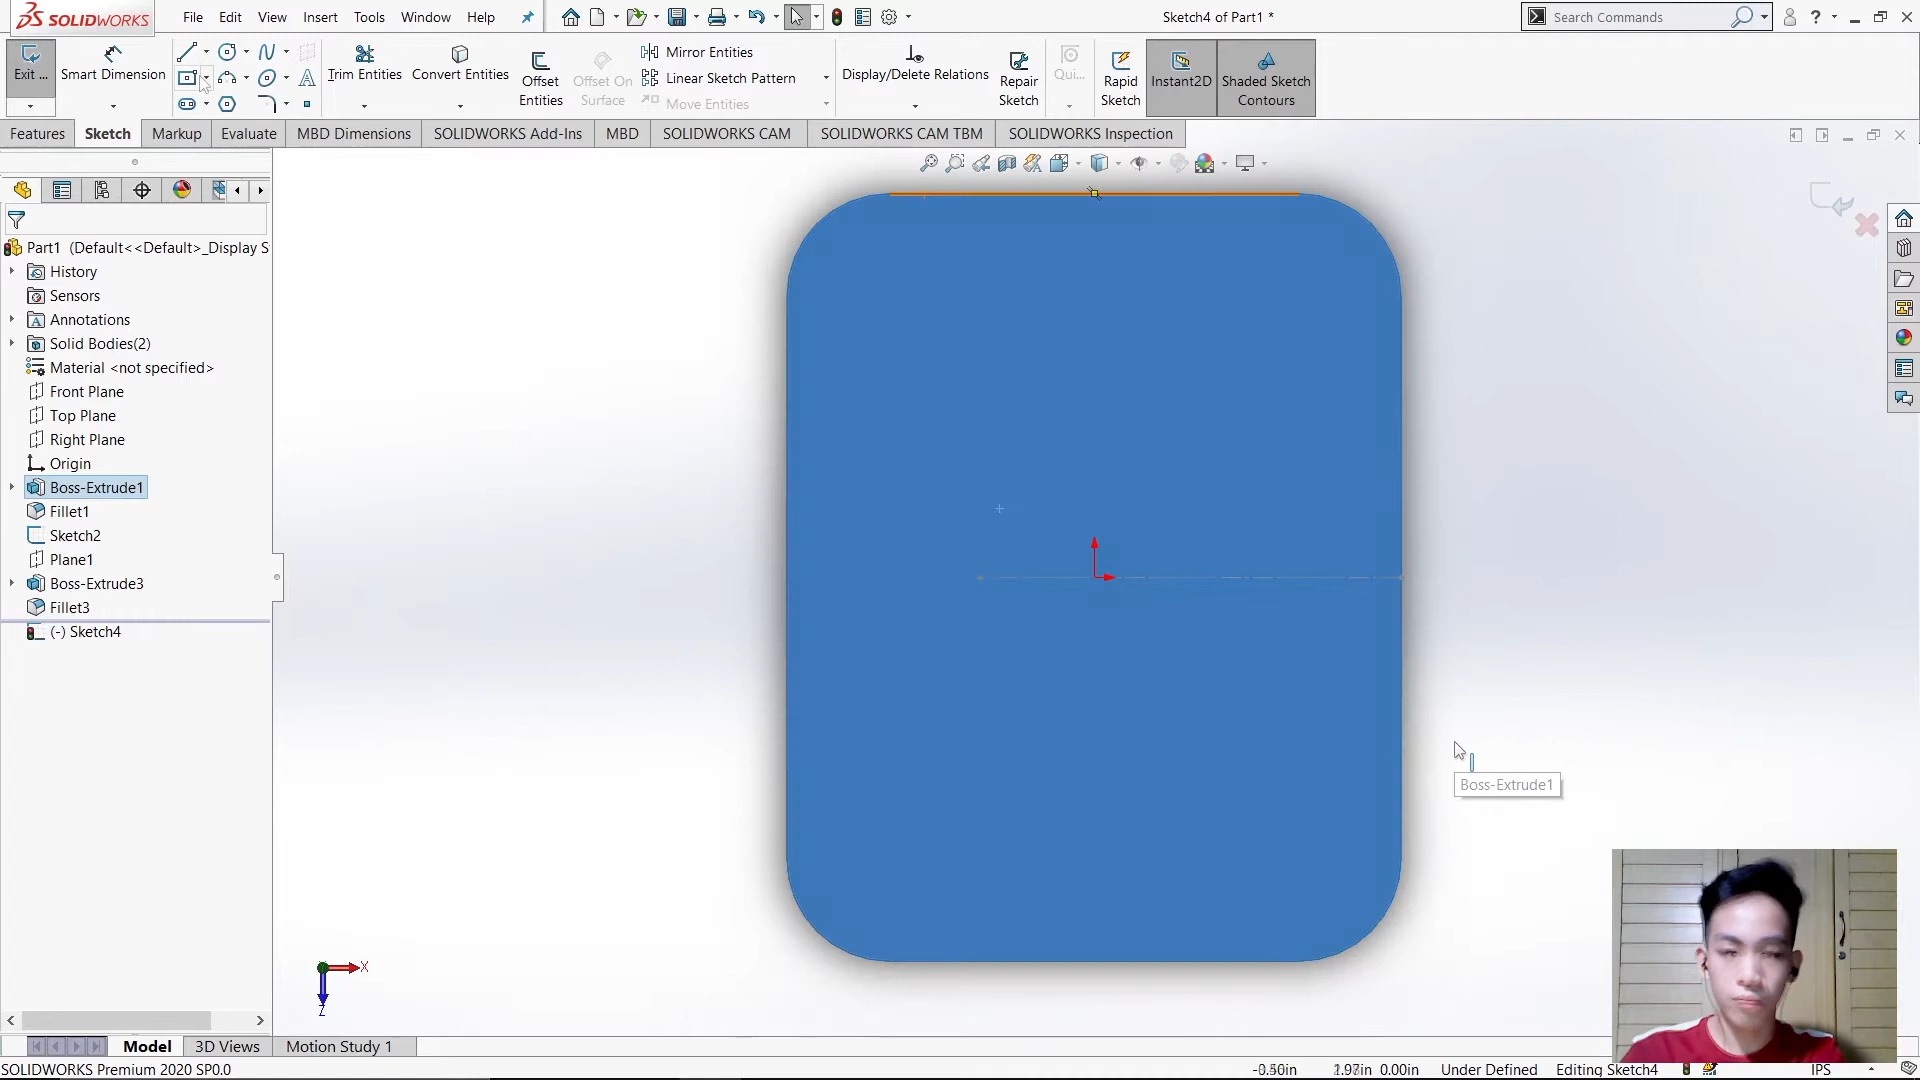 SOLIDWORKS File Edit View Insert Tools Window Help Sketch4 of Part1 * Search Commands
Exit ... Smart Dimension Trim Entities Convert Entities Offset Entities Offset On Surface Mirror Entities Linear Sketch Pattern Move Entities Display/Delete Relations Repair Sketch Qui... Rapid Sketch Instant2D Shaded Sketch Contours
Features Sketch Markup Evaluate MBD Dimensions SOLIDWORKS Add-Ins MBD SOLIDWORKS CAM SOLIDWORKS CAM TBM SOLIDWORKS Inspection
Part1 (Default<<Default>_Display S
History
Sensors
Annotations
Solid Bodies(2)
Material <not specified>
Front Plane
Top Plane
Right Plane
Origin
Boss-Extrude1
Fillet1
Sketch2
Plane1
Boss-Extrude3
Fillet3
(-) Sketch4
Boss-Extrude1
X
Z
Model 3D Views Motion Study 1
SOLIDWORKS Premium 2020 SP0.0 0.00in Under Defined Editing Sketch4 IPS